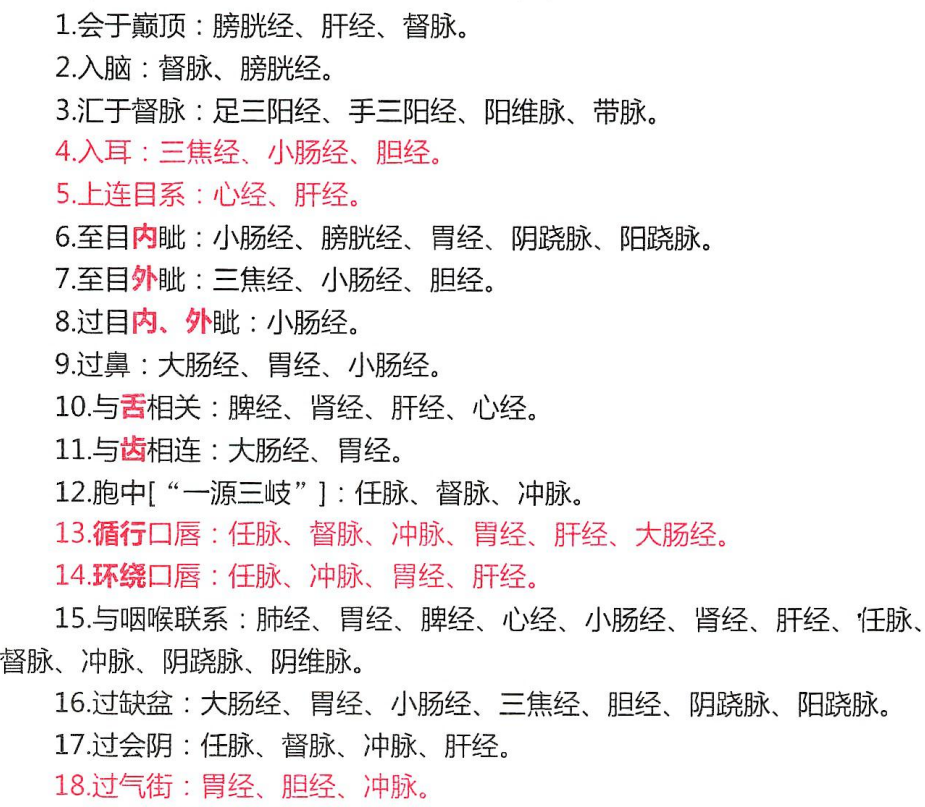 1.会于巅顶：膀胱经、肝经、督脉。
2.入脑：督脉、膀胱经。
3.汇于督脉：足三阳经、手三阳经、阳维脉、带脉。
4.入耳：三焦经、小肠经、胆经。
5.上连目系：心经、肝经。
6.至目内眦：小肠经、膀胱经、胃经、阴跷脉、阳跷脉。
7.至目外眦：三焦经、小肠经、胆经。
8.过目内、外眦：小肠经。
9.过鼻：大肠经、胃经、小肠经。
10.与舌相关：脾经、肾经、肝经、心经。
11.与齿相连：大肠经、胃经。
12.胞中[“一源三岐”]：任脉、督脉、冲脉。
13.循行口唇：任脉、督脉、冲脉、胃经、肝经、大肠经。
14.环绕口唇：任脉、冲脉、胃经、肝经。
15.与咽喉联系：肺经、胃经、脾经、心经、小肠经、肾经、肝经、任脉、
督脉、冲脉、阴跷脉、阴维脉。
16.过缺盆：大肠经、胃经、小肠经、三焦经、胆经、阴跷脉、阳跷脉。
17.过会阴：任脉、督脉、冲脉、肝经。
18.过气街：胃经、胆经、冲脉。